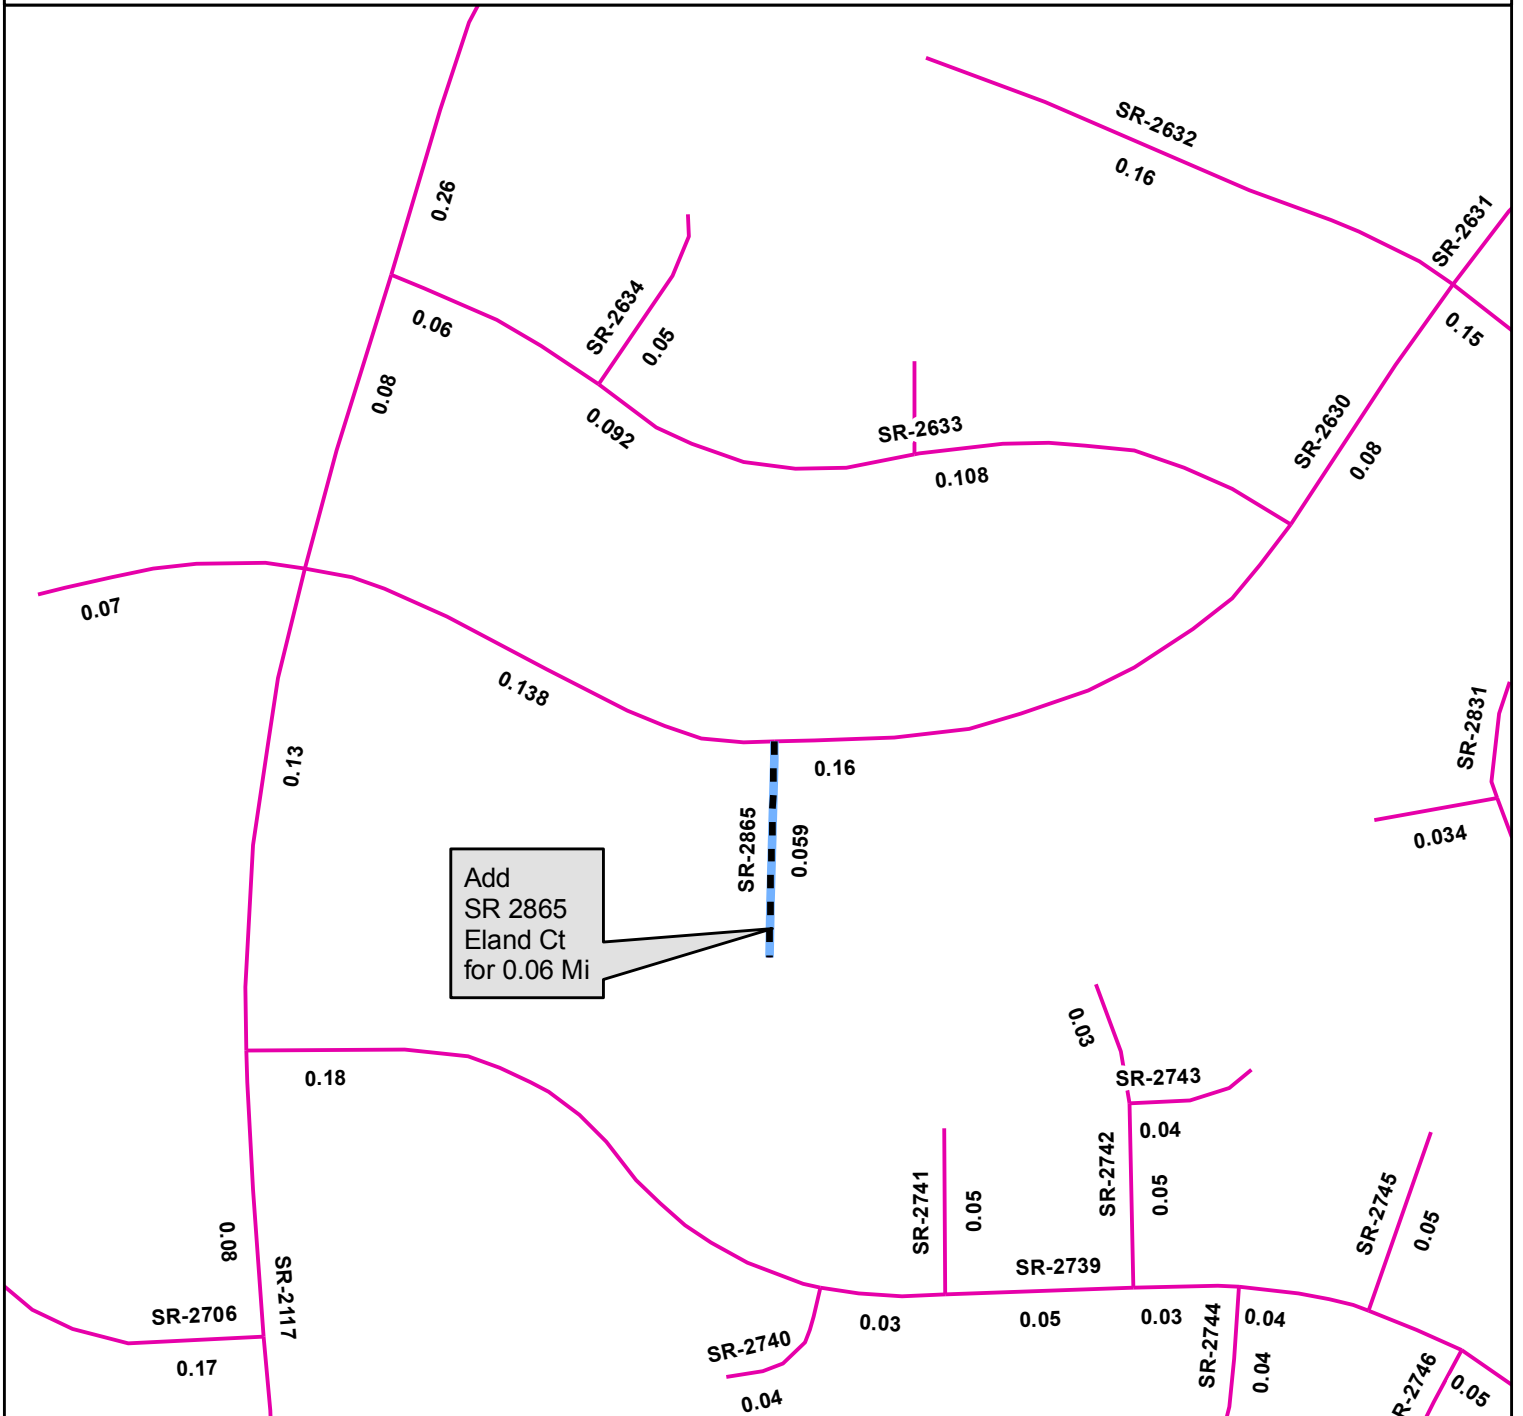 SR-2632
0.16
0.26
SR-2631
SR-2634
0.06
0.05
0.15
0.08
0.092
SR-2633
0.108
SR-2630
0.08
0.07
0.138
0.13
0.16
SR-2831
0.034
SR-2865
0.059
Add
SR 2865
Eland Ct
for 0.06 Mi
0.03
0.18
SR-2743
0.04
SR-2742
0.05
SR-2741
0.05
SR-2745
0.05
0.08
SR-2117
SR-2739
SR-2706
0.17
0.03
0.05
0.03
0.04
SR-2740
0.04
SR-2744
0.04
R-2746
0.05